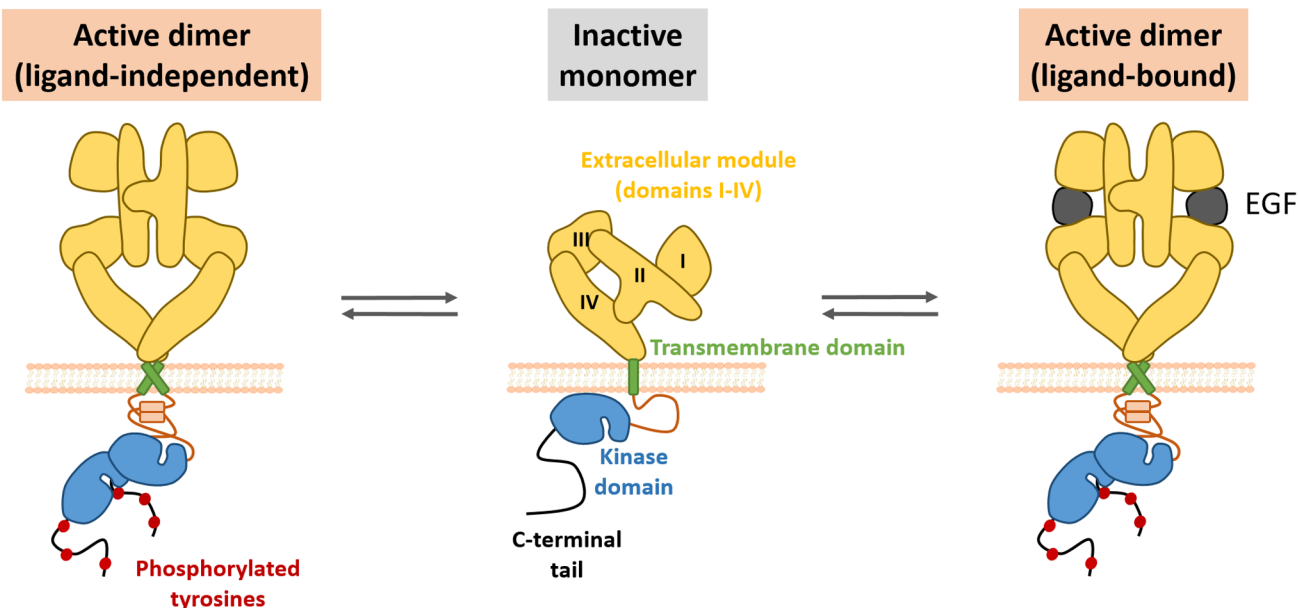 Active dimer
(ligand-independent)
Inactive
monomer
Active dimer
(ligand-bound)
Extracellular module
(domains I-IV)
EGF
III
II
I
IV
Transmembrane domain
Kinase
domain
C-terminal
tail
Phosphorylated
tyrosines